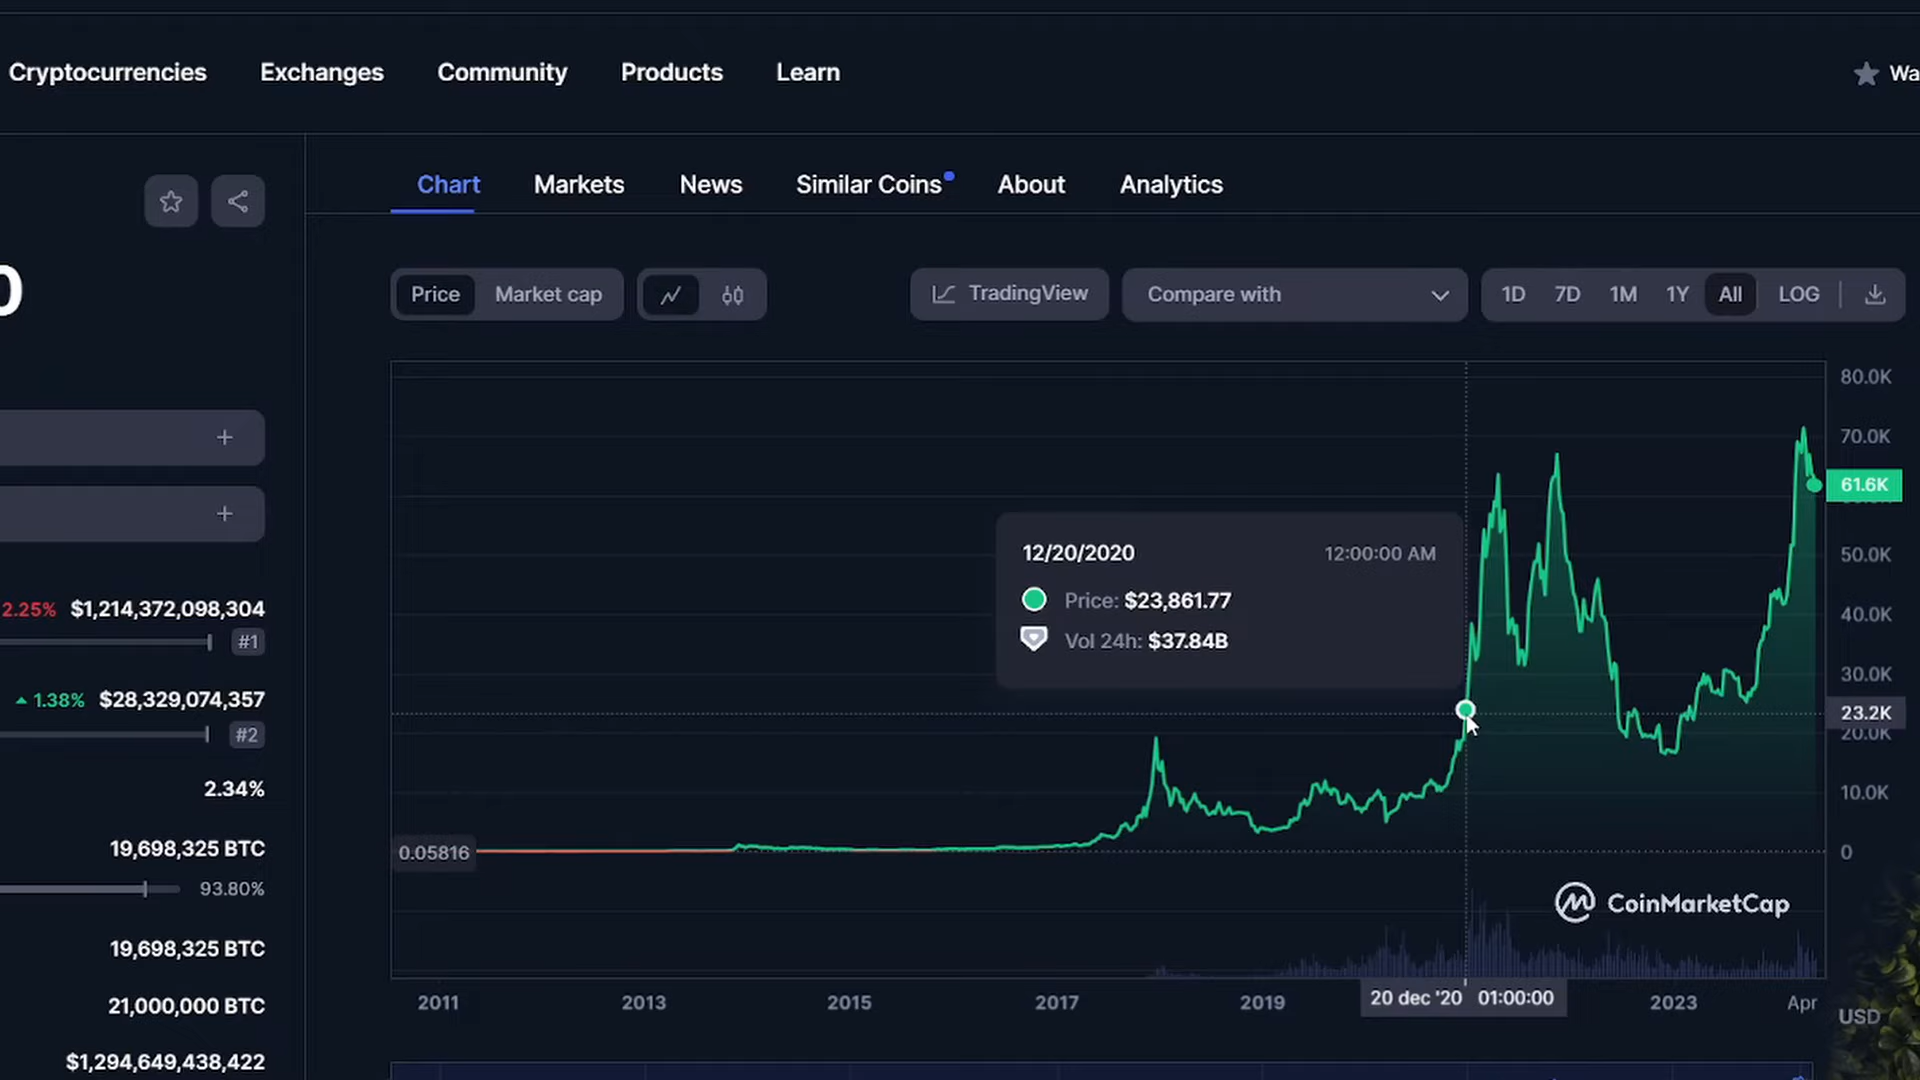 Cryptocurrencies Exchanges Community Products Learn Wa
Chart Markets News Similar Coins About Analytics
0
Price Market cap TradingView Compare with 1D 7D 1M 1Y All LOG
80.0K
70.0K
61.6K
50.0K
40.0K
30.0K
23.2K
20.0K
10.0K
0
12/20/2020 12:00:00 AM
Price: $23,861.77
Vol 24h: $37.84B
0.05816
CoinMarketCap
2011 2013 2015 2017 2019 20 dec '20 01:00:00 2023 Apr
USD
2.25% $1,214,372,098,304
#1
1.38% $28,329,074,357
#2
2.34%
19,698,325 BTC
93.80%
19,698,325 BTC
21,000,000 BTC
$1,294,649,438,422